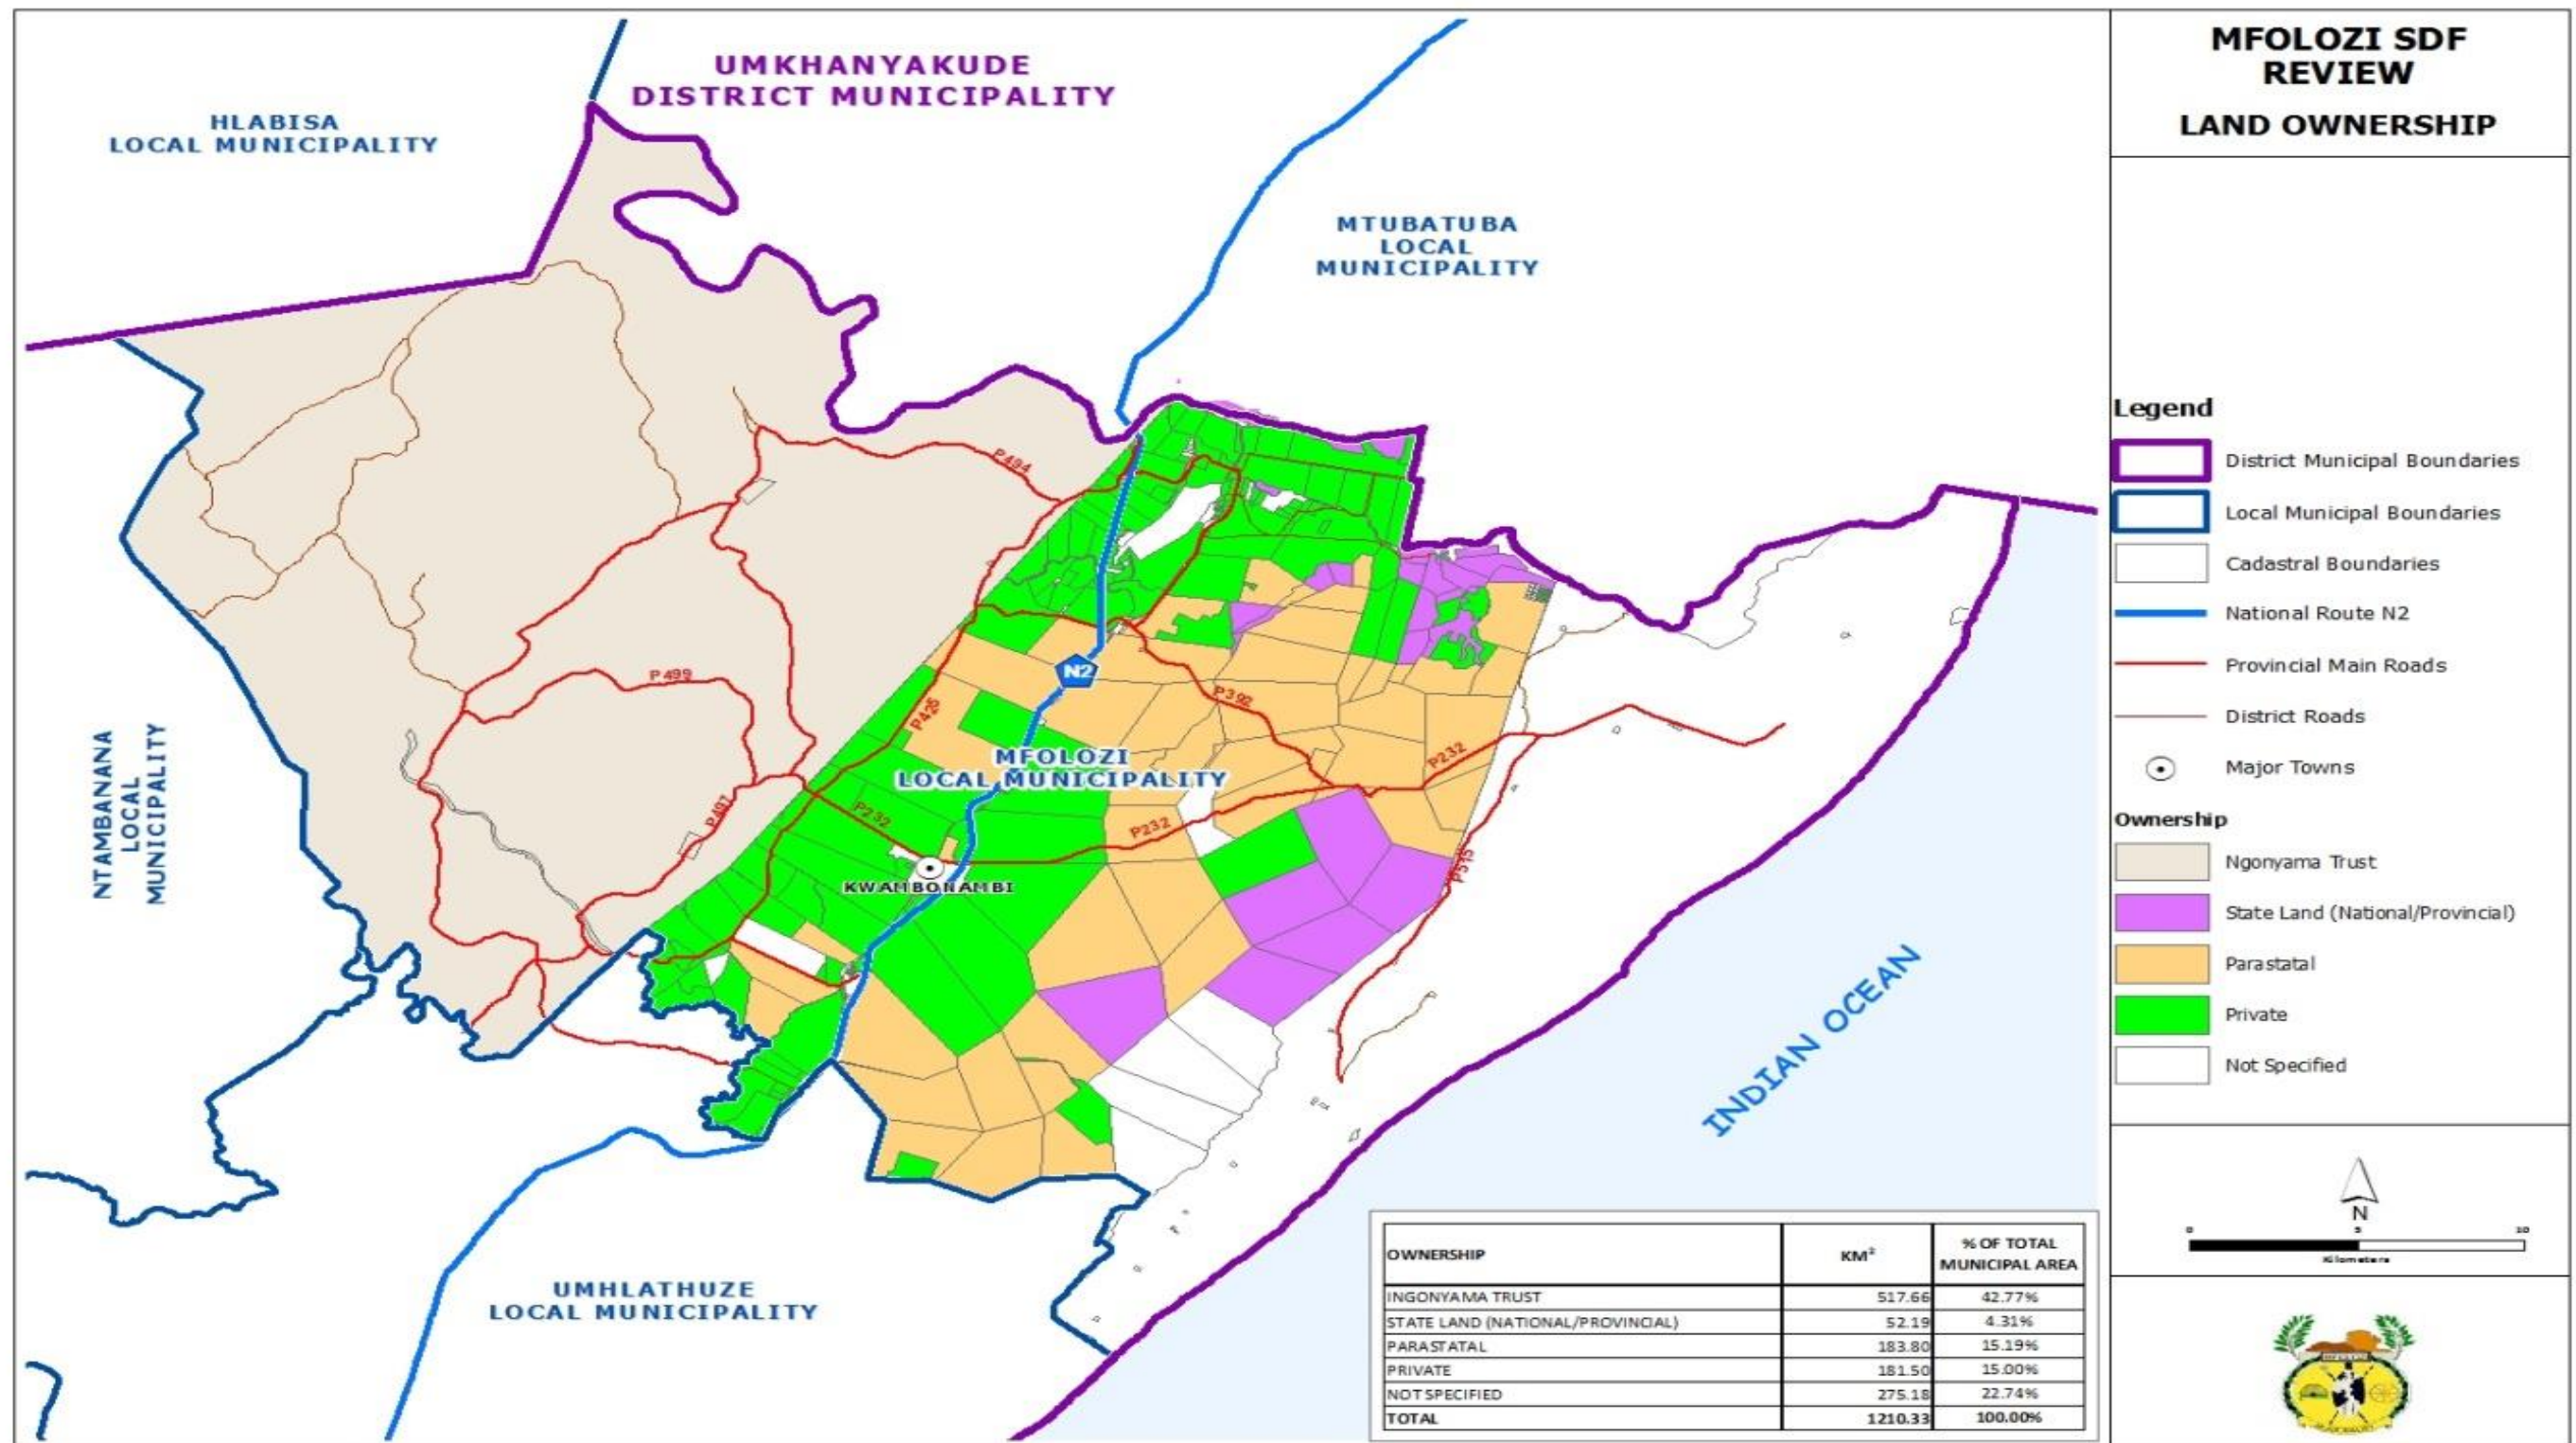 MFOLOZI SDF
REVIEW
LAND OWNERSHIP
UMKHANYAKUDE
DISTRICT MUNICIPALITY
HLABISA
LOCAL MUNICIPALITY
MTUBATUBA
LOCAL
MUNICIPALITY
P494
P499
N2
P425
P392
MFOLOZI
LOCAL MUNICIPALITY
P232
P497
P232
P232
KWAMBONAMBI
P535
NTAMBANANA
LOCAL
MUNICIPALITY
INDIAN OCEAN
UMHLATHUZE
LOCAL MUNICIPALITY
Legend
District Municipal Boundaries
Local Municipal Boundaries
Cadastral Boundaries
National Route N2
Provincial Main Roads
District Roads
Major Towns
Ownership
Ngonyama Trust
State Land (National/Provincial)
Parastatal
Private
Not Specified
N
0 5 10
Kilometers
OWNERSHIP KM² % OF TOTAL
MUNICIPAL AREA
INGONYAMA TRUST 517.66 42.77%
STATE LAND (NATIONAL/PROVINCIAL) 52.19 4.31%
PARASTATAL 183.80 15.19%
PRIVATE 181.50 15.00%
NOT SPECIFIED 275.18 22.74%
TOTAL 1210.33 100.00%